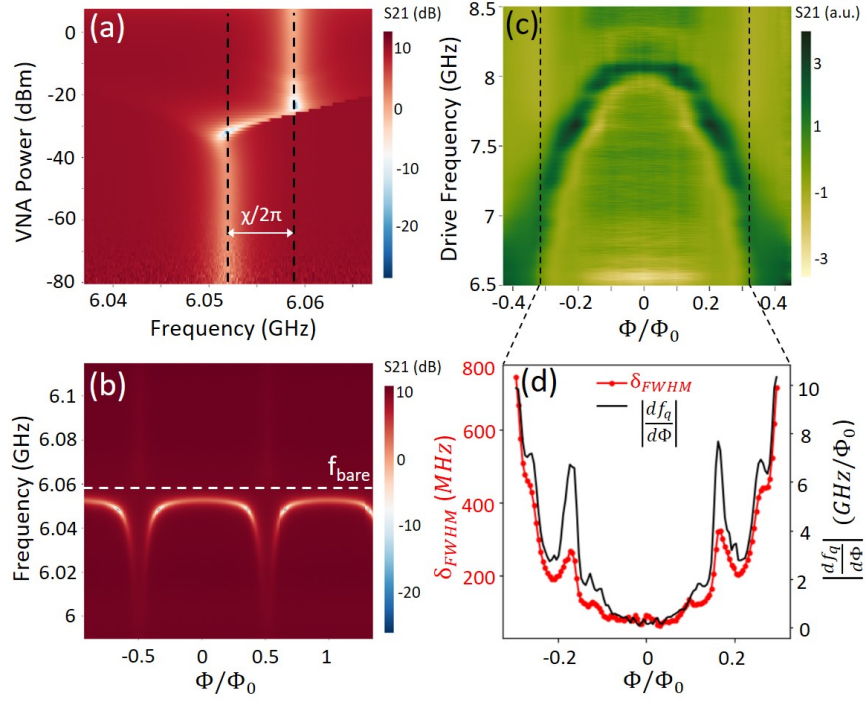 (a)
VNA Power (dBm)
0
-20
-40
-60
-80
χ/2π
6.04
6.05
6.06
Frequency (GHz)
S21 (dB)
10
0
-10
-20
(c)
Drive Frequency (GHz)
8.5
8
7.5
7
6.5
-0.4
-0.2
0
0.2
0.4
Φ/Φ0
S21 (a.u.)
3
1
-1
-3
(b)
Frequency (GHz)
6.1
6.08
6.06
6.04
6.02
6
fbare
-0.5
0
0.5
1
Φ/Φ0
S21 (dB)
10
0
-10
-20
(d)
δFWHM (MHz)
800
600
400
200
δFWHM
|dfq/dΦ|
-0.2
0
0.2
Φ/Φ0
10
8
6
4
2
0
|dfq/dΦ| (GHz/Φ0)